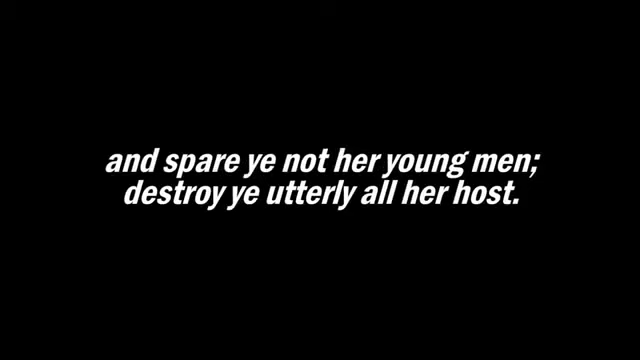 and spare ye not her young men;
destroy ye utterly all her host.